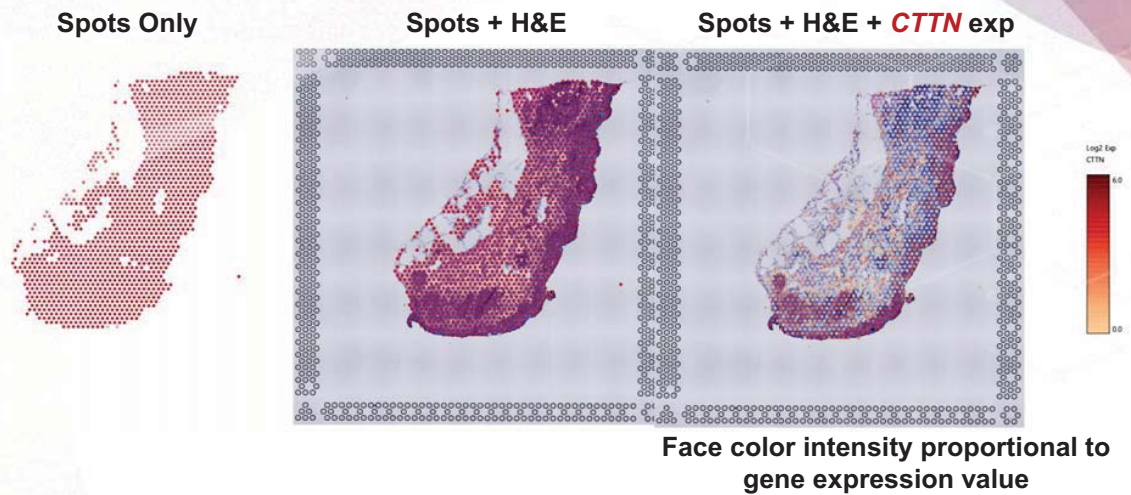 Spots Only
Spots + H&E
Spots + H&E + CTTN exp
Log2 Exp
CTTN
6.0
0.0
Face color intensity proportional to
gene expression value